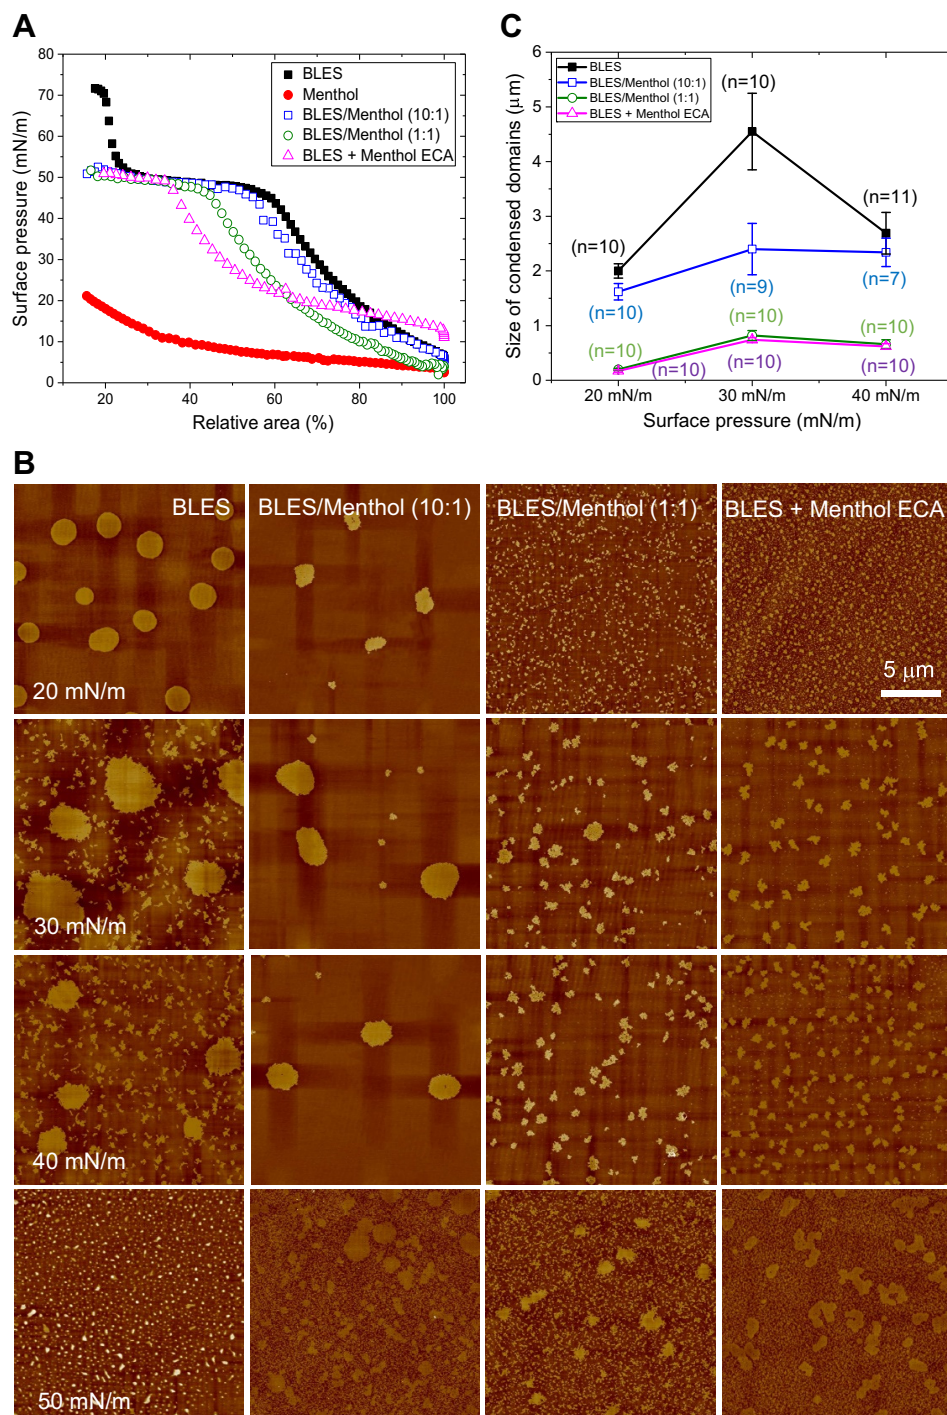 A
Surface pressure (mN/m)
80
70
60
50
40
30
20
10
0
20
40
60
80
100
Relative area (%)
BLES
Menthol
BLES/Menthol (10:1)
BLES/Menthol (1:1)
BLES + Menthol ECA
C
Size of condensed domains (μm)
6
5
4
3
2
1
0
20 mN/m
30 mN/m
40 mN/m
Surface pressure (mN/m)
BLES
BLES/Menthol (10:1)
BLES/Menthol (1:1)
BLES + Menthol ECA
(n=10)
(n=10)
(n=11)
(n=10)
(n=9)
(n=7)
(n=10)
(n=10)
(n=10)
(n=10)
(n=10)
(n=10)
B
BLES
BLES/Menthol (10:1)
BLES/Menthol (1:1)
BLES + Menthol ECA
20 mN/m
5 μm
30 mN/m
40 mN/m
50 mN/m